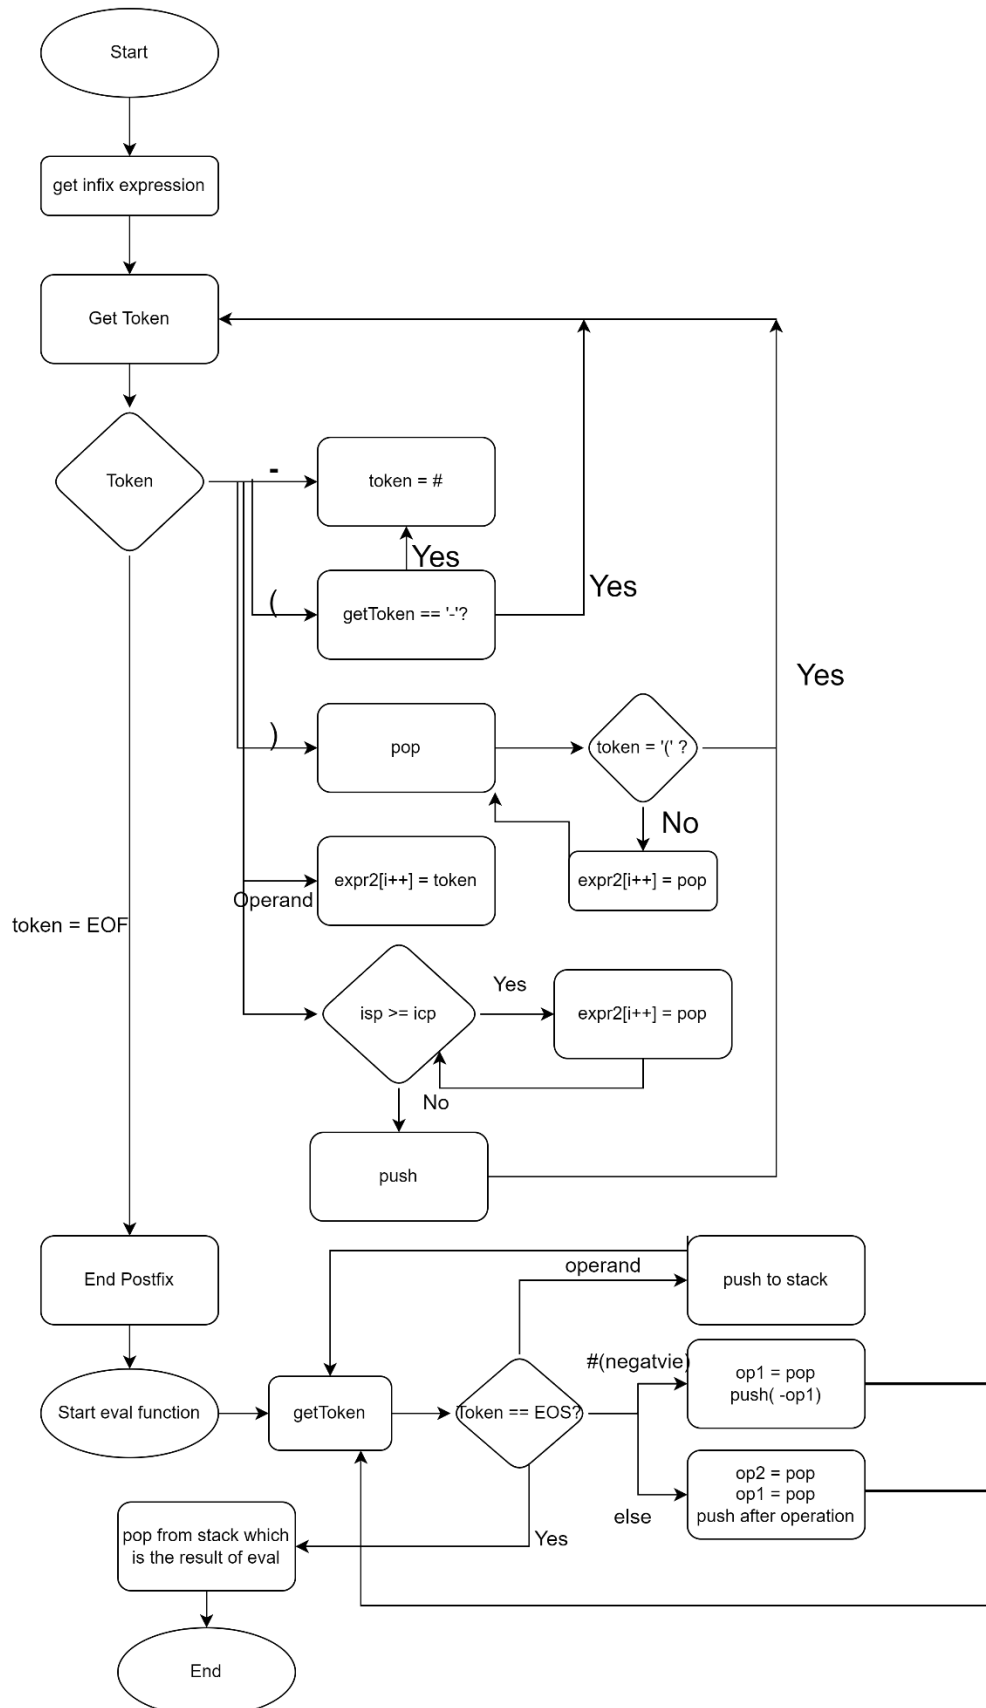 Start
get infix expression
Get Token
Token
-
token = #
Yes
(
getToken == '-'?
Yes
Yes
)
pop
token = '(' ?
No
expr2[i++] = token
expr2[i++] = pop
Operand
token = EOF
isp >= icp
Yes
expr2[i++] = pop
No
push
End Postfix
operand
push to stack
#(negatvie)
op1 = pop
push( -op1)
Start eval function
getToken
Token == EOS?
op2 = pop
op1 = pop
push after operation
else
pop from stack which
is the result of eval
Yes
End